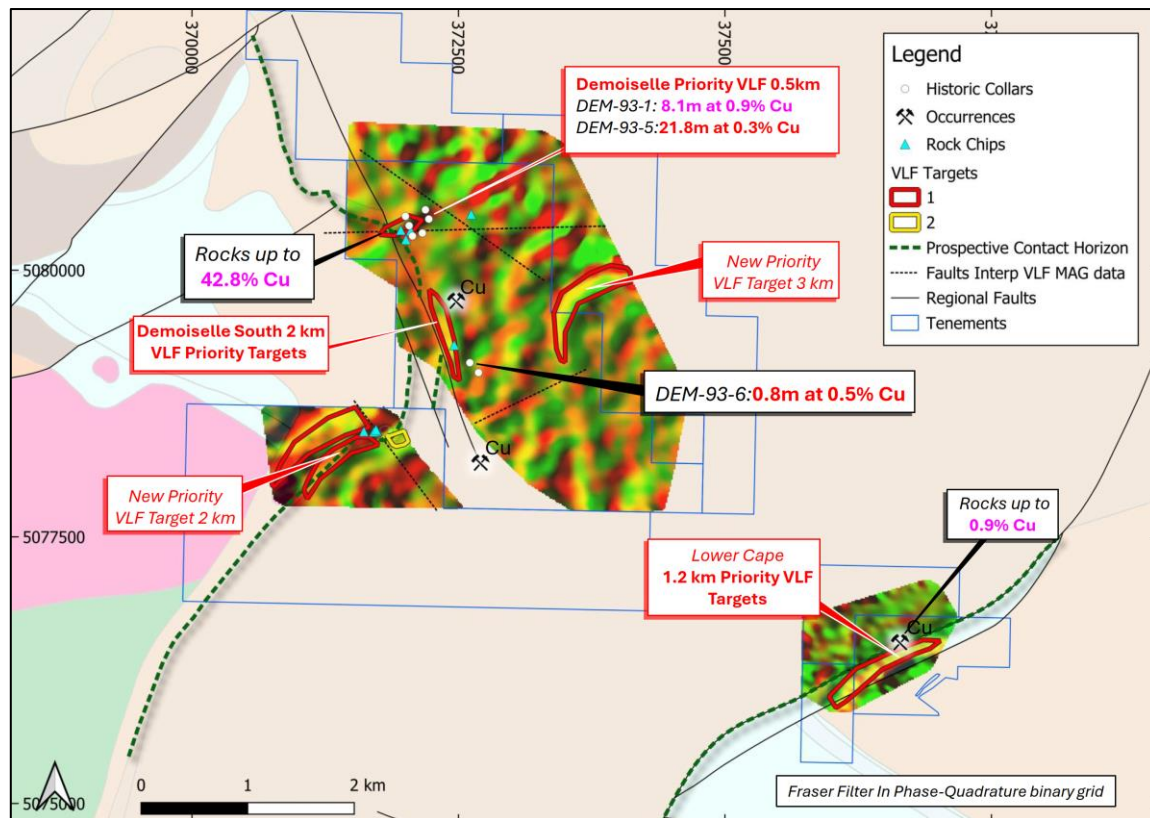 370000
372500
375000
Demoiselle Priority VLF 0.5km
DEM-93-1: 8.1m at 0.9% Cu
DEM-93-5:21.8m at 0.3% Cu
Legend
Historic Collars
Occurrences
Rock Chips
VLF Targets
1
2
Prospective Contact Horizon
Faults Interp VLF MAG data
Regional Faults
Tenements
Rocks up to
42.8% Cu
5080000
New Priority
VLF Target 3 km
Cu
Demoiselle South 2 km
VLF Priority Targets
DEM-93-6:0.8m at 0.5% Cu
Cu
New Priority
VLF Target 2 km
Rocks up to
0.9% Cu
5077500
Lower Cape
1.2 km Priority VLF
Targets
Cu
0
1
2 km
Fraser Filter In Phase-Quadrature binary grid
5075000